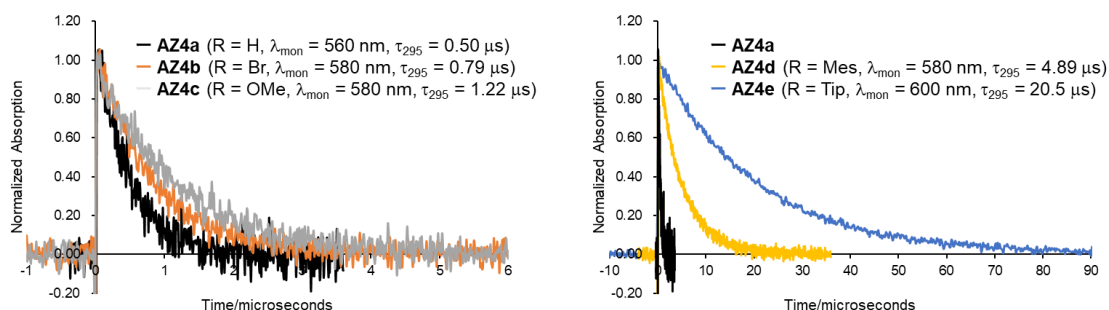 1.20
1.00
0.80
0.60
0.40
0.20
0.00
-0.20
Normalized Absorption
AZ4a (R = H, λmon = 560 nm, τ295 = 0.50 μs)
AZ4b (R = Br, λmon = 580 nm, τ295 = 0.79 μs)
AZ4c (R = OMe, λmon = 580 nm, τ295 = 1.22 μs)
-1 0 1 2 3 4 5 6
Time/microseconds
1.20
1.00
0.80
0.60
0.40
0.20
0.00
-0.20
Normalized Absorption
AZ4a
AZ4d (R = Mes, λmon = 580 nm, τ295 = 4.89 μs)
AZ4e (R = Tip, λmon = 600 nm, τ295 = 20.5 μs)
-10 0 10 20 30 40 50 60 70 80 90
Time/microseconds